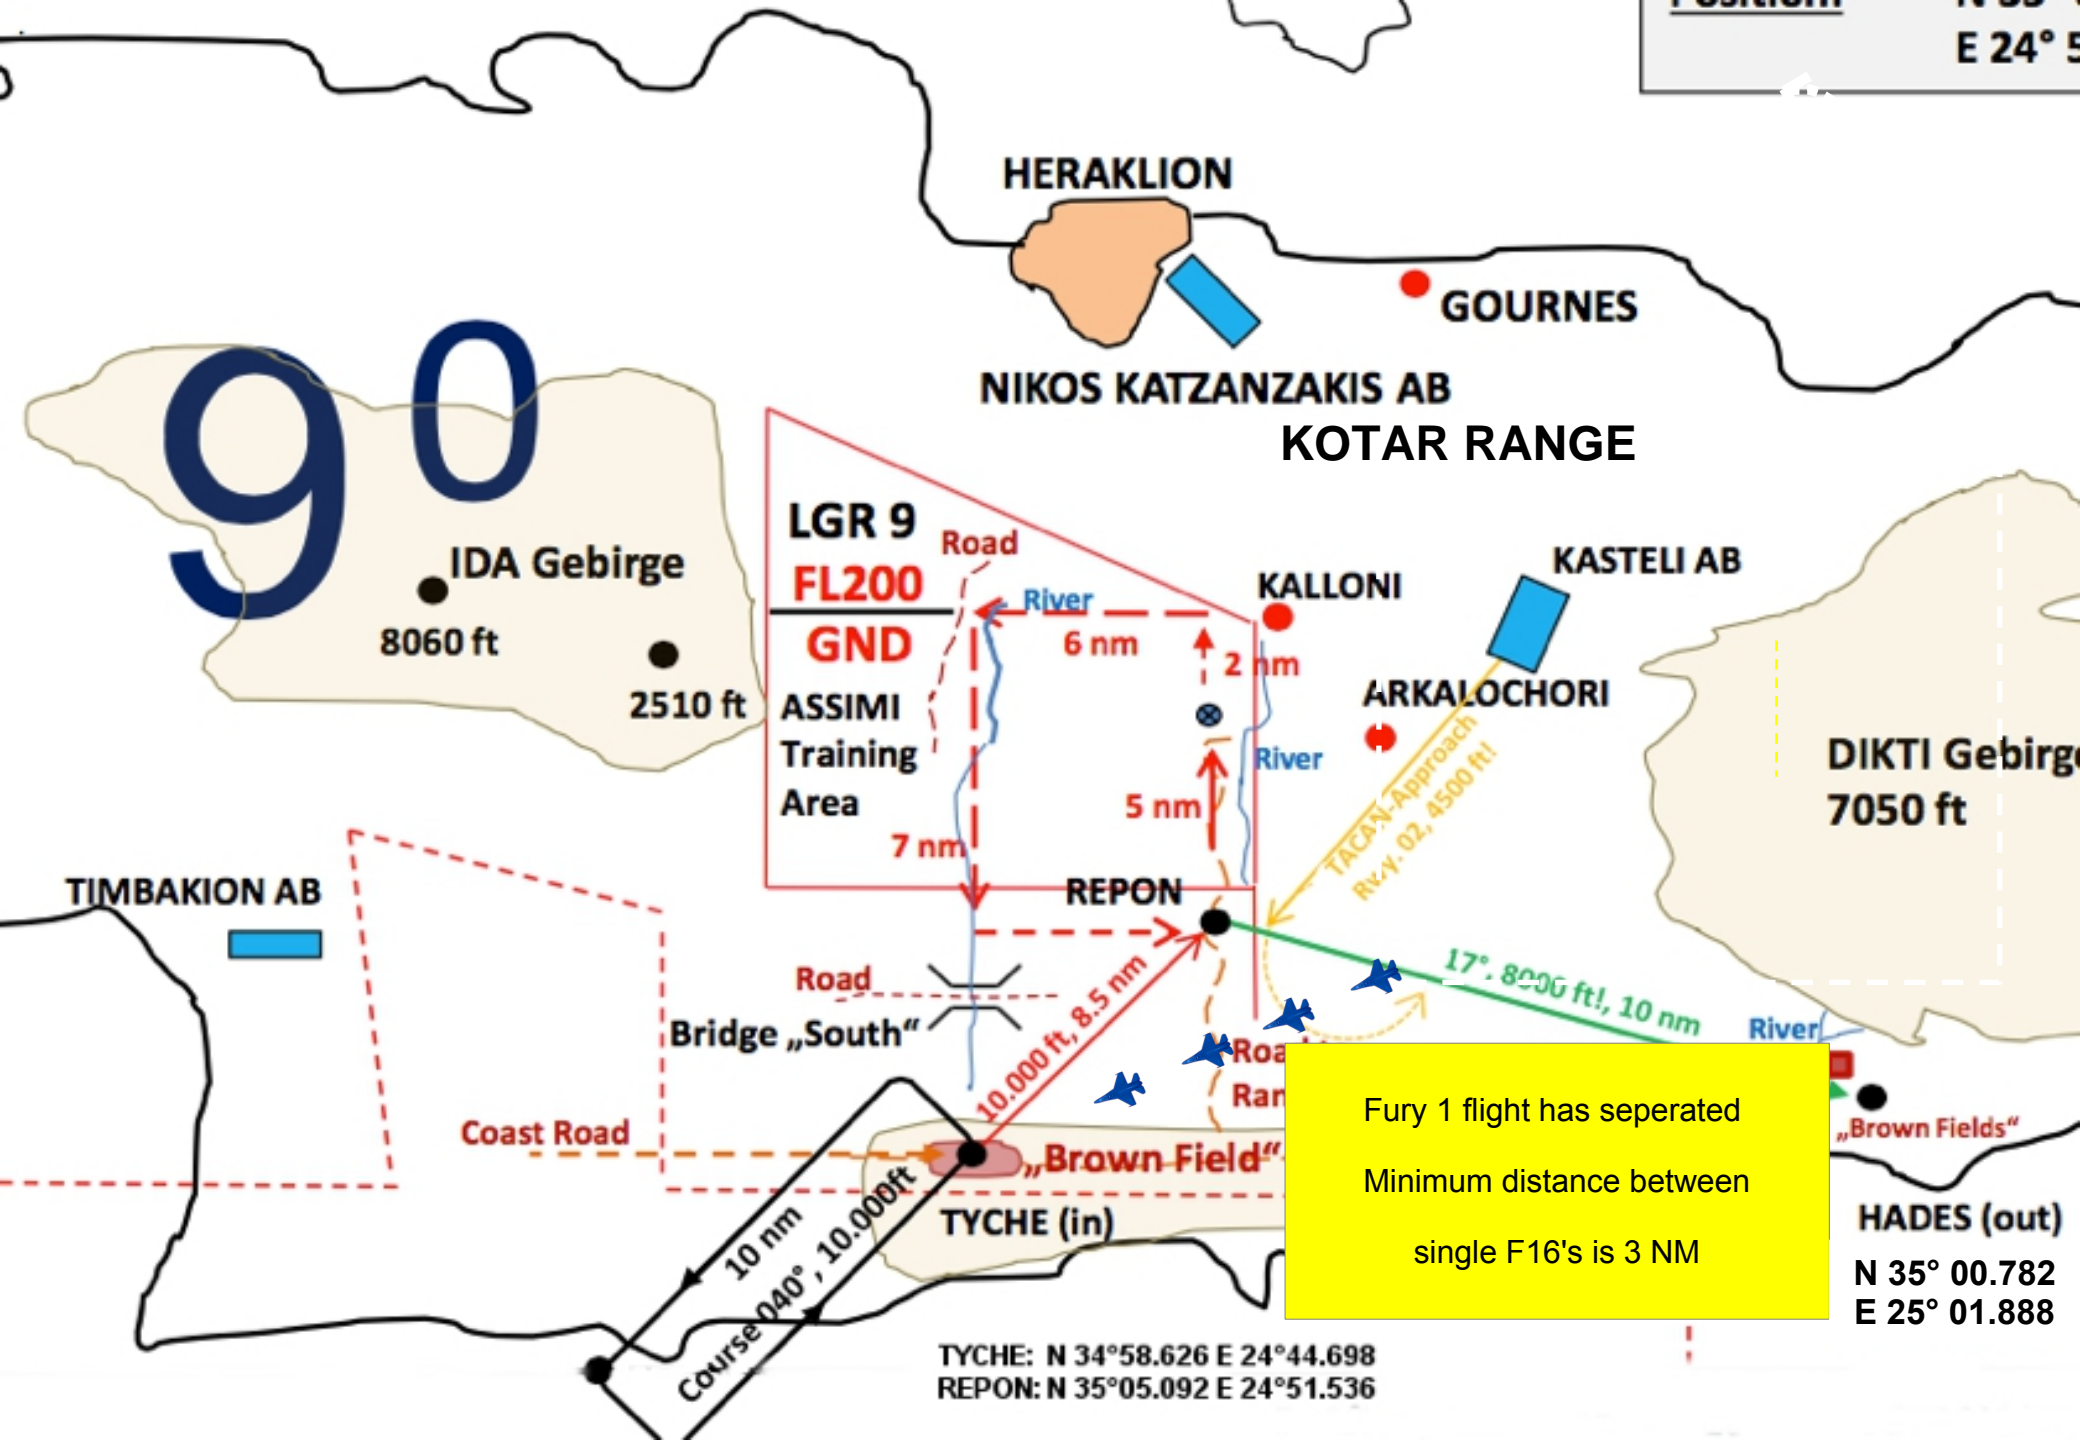 Position:
N 35°
E 24° 5
HERAKLION
GOURNES
NIKOS KATZANZAKIS AB
KOTAR RANGE
9⁰
LGR 9
FL200
GND
ASSIMI
Training
Area
Road
River
6 nm
2 nm
5 nm
7 nm
IDA Gebirge
8060 ft
2510 ft
KALLONI
KASTELI AB
ARKALOCHORI
River
TACAN-Approach
Rwy. 02, 4500 ft!
DIKTI Gebirge
7050 ft
TIMBAKION AB
REPON
Road
Bridge „South“
10.000 ft, 8.5 nm
17°, 8000 ft!, 10 nm
River
Coast Road
„Brown Field“
TYCHE (in)
10 nm
Course 040°, 10.000ft
Fury 1 flight has seperated
Minimum distance between
single F16's is 3 NM
„Brown Fields“
HADES (out)
N 35° 00.782
E 25° 01.888
TYCHE: N 34°58.626 E 24°44.698
REPON: N 35°05.092 E 24°51.536